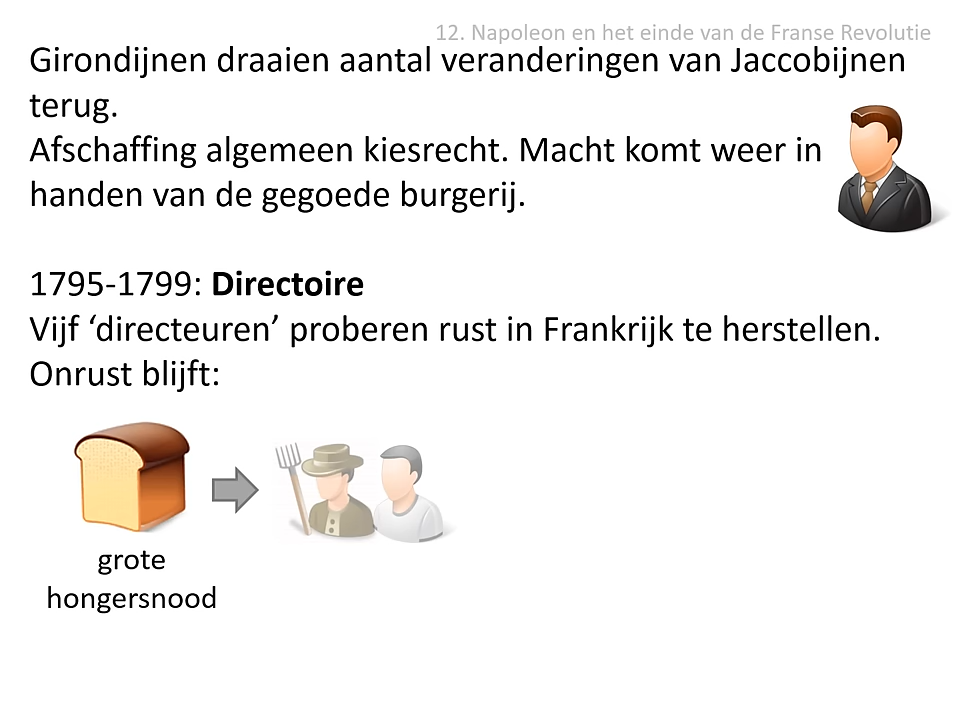 12. Napoleon en het einde van de Franse Revolutie
Girondijnen draaien aantal veranderingen van Jaccobijnen
terug.
Afschaffing algemeen kiesrecht. Macht komt weer in
handen van de gegoede burgerij.
1795-1799: Directoire
Vijf ‘directeuren’ proberen rust in Frankrijk te herstellen.
Onrust blijft:
grote
hongersnood